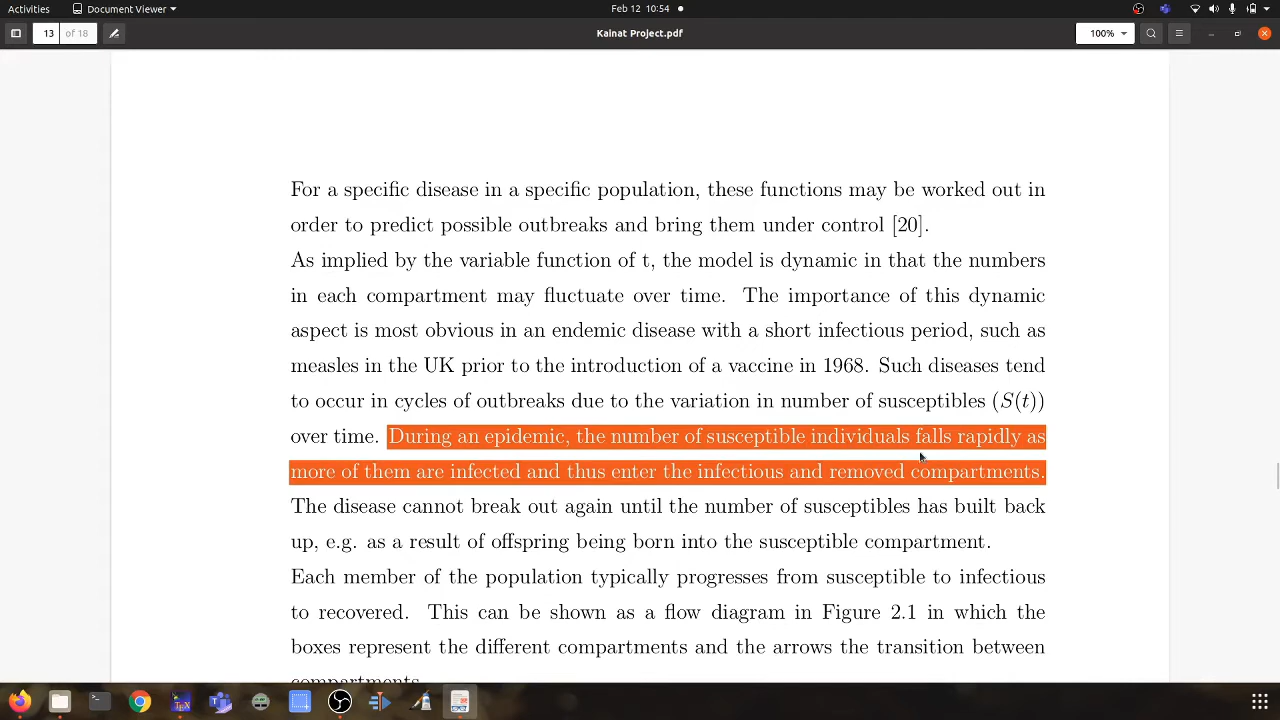 Activities
Document Viewer
Feb 12 10:54
13
of 18
Kainat Project.pdf
100%
For a specific disease in a specific population, these functions may be worked out in
order to predict possible outbreaks and bring them under control [20].
As implied by the variable function of t, the model is dynamic in that the numbers
in each compartment may fluctuate over time. The importance of this dynamic
aspect is most obvious in an endemic disease with a short infectious period, such as
measles in the UK prior to the introduction of a vaccine in 1968. Such diseases tend
to occur in cycles of outbreaks due to the variation in number of susceptibles (S(t))
over time. During an epidemic, the number of susceptible individuals falls rapidly as
more of them are infected and thus enter the infectious and removed compartments.
The disease cannot break out again until the number of susceptibles has built back
up, e.g. as a result of offspring being born into the susceptible compartment.
Each member of the population typically progresses from susceptible to infectious
to recovered. This can be shown as a flow diagram in Figure 2.1 in which the
boxes represent the different compartments and the arrows the transition between
compartments.